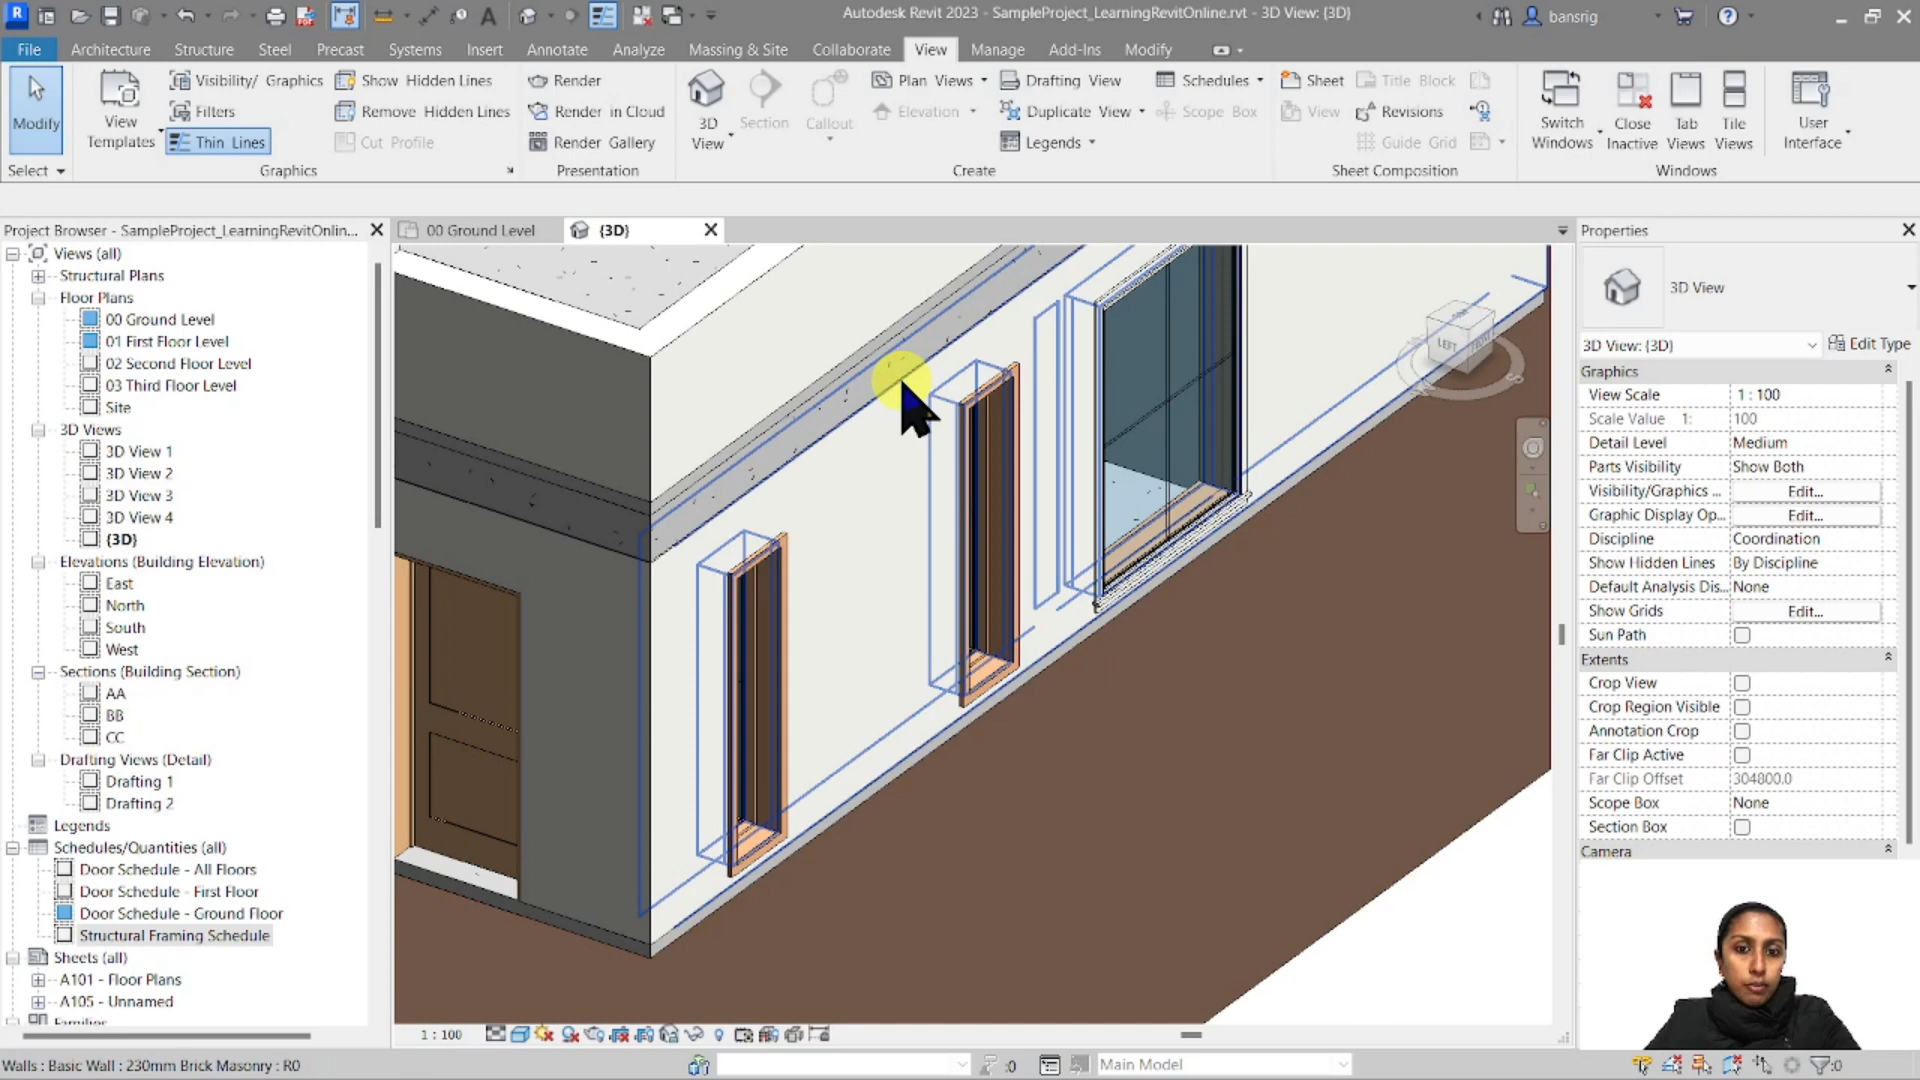 Autodesk Revit 2023 - SampleProject_LearningRevitOnline.rvt - 3D View: {3D}
bansrig
File Architecture Structure Steel Precast Systems Insert Annotate Analyze Massing & Site Collaborate View Manage Add-Ins Modify
Modify
View Templates
Visibility/ Graphics
Filters
Thin Lines
Show Hidden Lines
Remove Hidden Lines
Cut Profile
Render
Render in Cloud
Render Gallery
3D View
Section
Callout
Plan Views
Elevation
Drafting View
Duplicate View
Legends
Schedules
Scope Box
Sheet
View
Title Block
Revisions
Guide Grid
Switch Windows
Close Inactive
Tab Views
Tile Views
User Interface
Select Graphics Presentation Create Sheet Composition Windows
Project Browser - SampleProject_LearningRevitOnlin...
Views (all)
Structural Plans
Floor Plans
00 Ground Level
01 First Floor Level
02 Second Floor Level
03 Third Floor Level
Site
3D Views
3D View 1
3D View 2
3D View 3
3D View 4
{3D}
Elevations (Building Elevation)
East
North
South
West
Sections (Building Section)
AA
BB
CC
Drafting Views (Detail)
Drafting 1
Drafting 2
Legends
Schedules/Quantities (all)
Door Schedule - All Floors
Door Schedule - First Floor
Door Schedule - Ground Floor
Structural Framing Schedule
Sheets (all)
A101 - Floor Plans
A105 - Unnamed
Families
00 Ground Level
{3D}
LEFT
FRONT
1 : 100
Properties
3D View
3D View: {3D}
Edit Type
Graphics
View Scale 1 : 100
Scale Value 1: 100
Detail Level Medium
Parts Visibility Show Both
Visibility/Graphics ... Edit...
Graphic Display Op... Edit...
Discipline Coordination
Show Hidden Lines By Discipline
Default Analysis Dis... None
Show Grids Edit...
Sun Path
Extents
Crop View
Crop Region Visible
Annotation Crop
Far Clip Active
Far Clip Offset 304800.0
Scope Box None
Section Box
Camera
Walls : Basic Wall : 230mm Brick Masonry : R0
:0
Main Model
:0